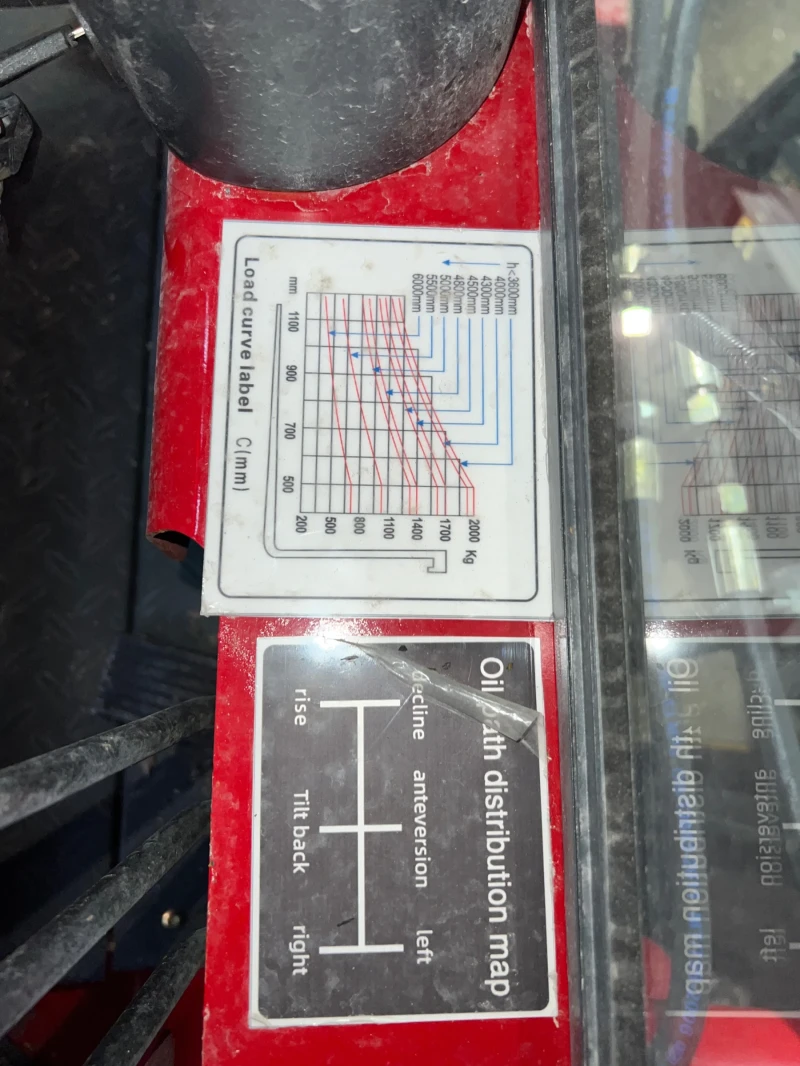 h<3600mm
4000mm
4300mm
4500mm
4800mm
5000mm
5500mm
6000mm
Kg
2000
1700
1400
1100
800
500
200
mm 1100 900 700 500
Load curve label C(mm)
Oil path distribution map
decline anteversion left
rise Tilt back right